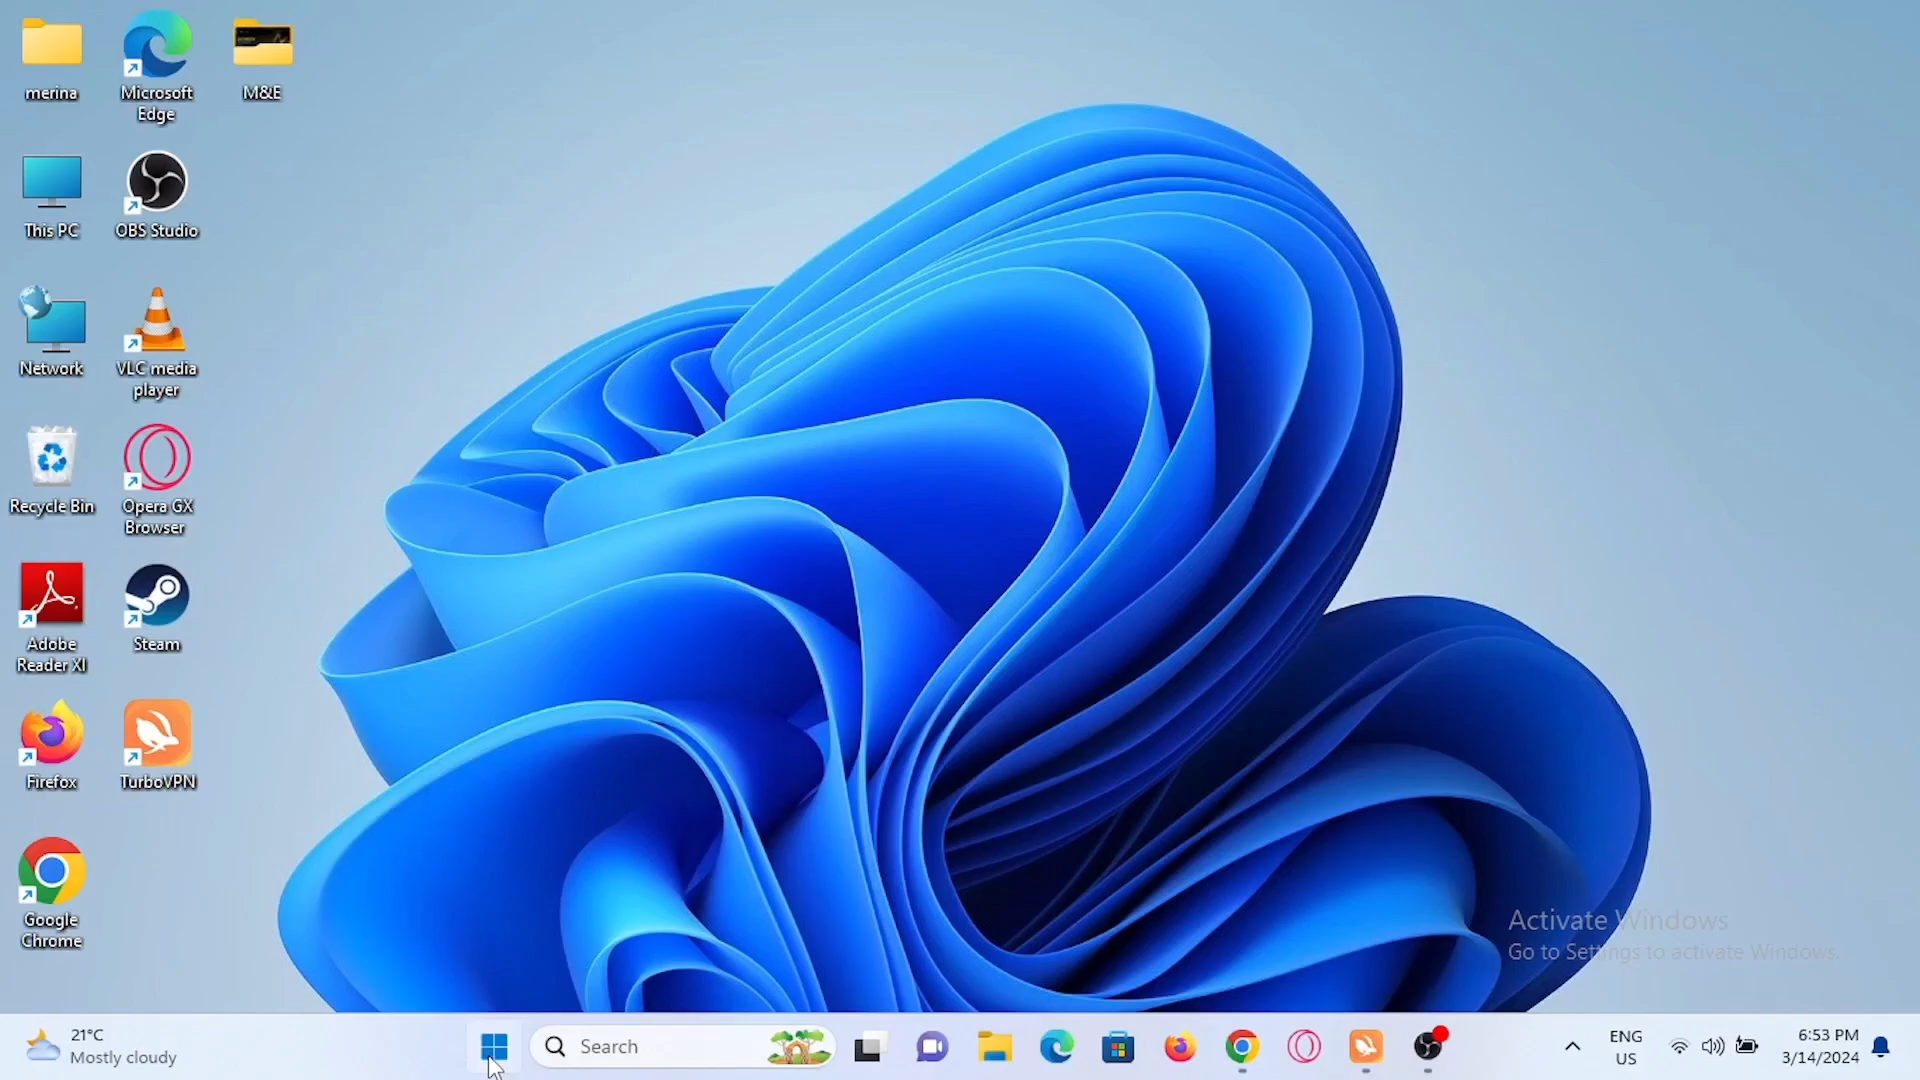 merina
Microsoft
Edge
M&E
This PC
OBS Studio
Network
VLC media
player
Recycle Bin
Opera GX
Browser
Adobe
Reader XI
Steam
Firefox
TurboVPN
Google
Chrome
Activate Windows
Go to Settings to activate Windows.
21°C
Mostly cloudy
Search
ENG
US
6:53 PM
3/14/2024